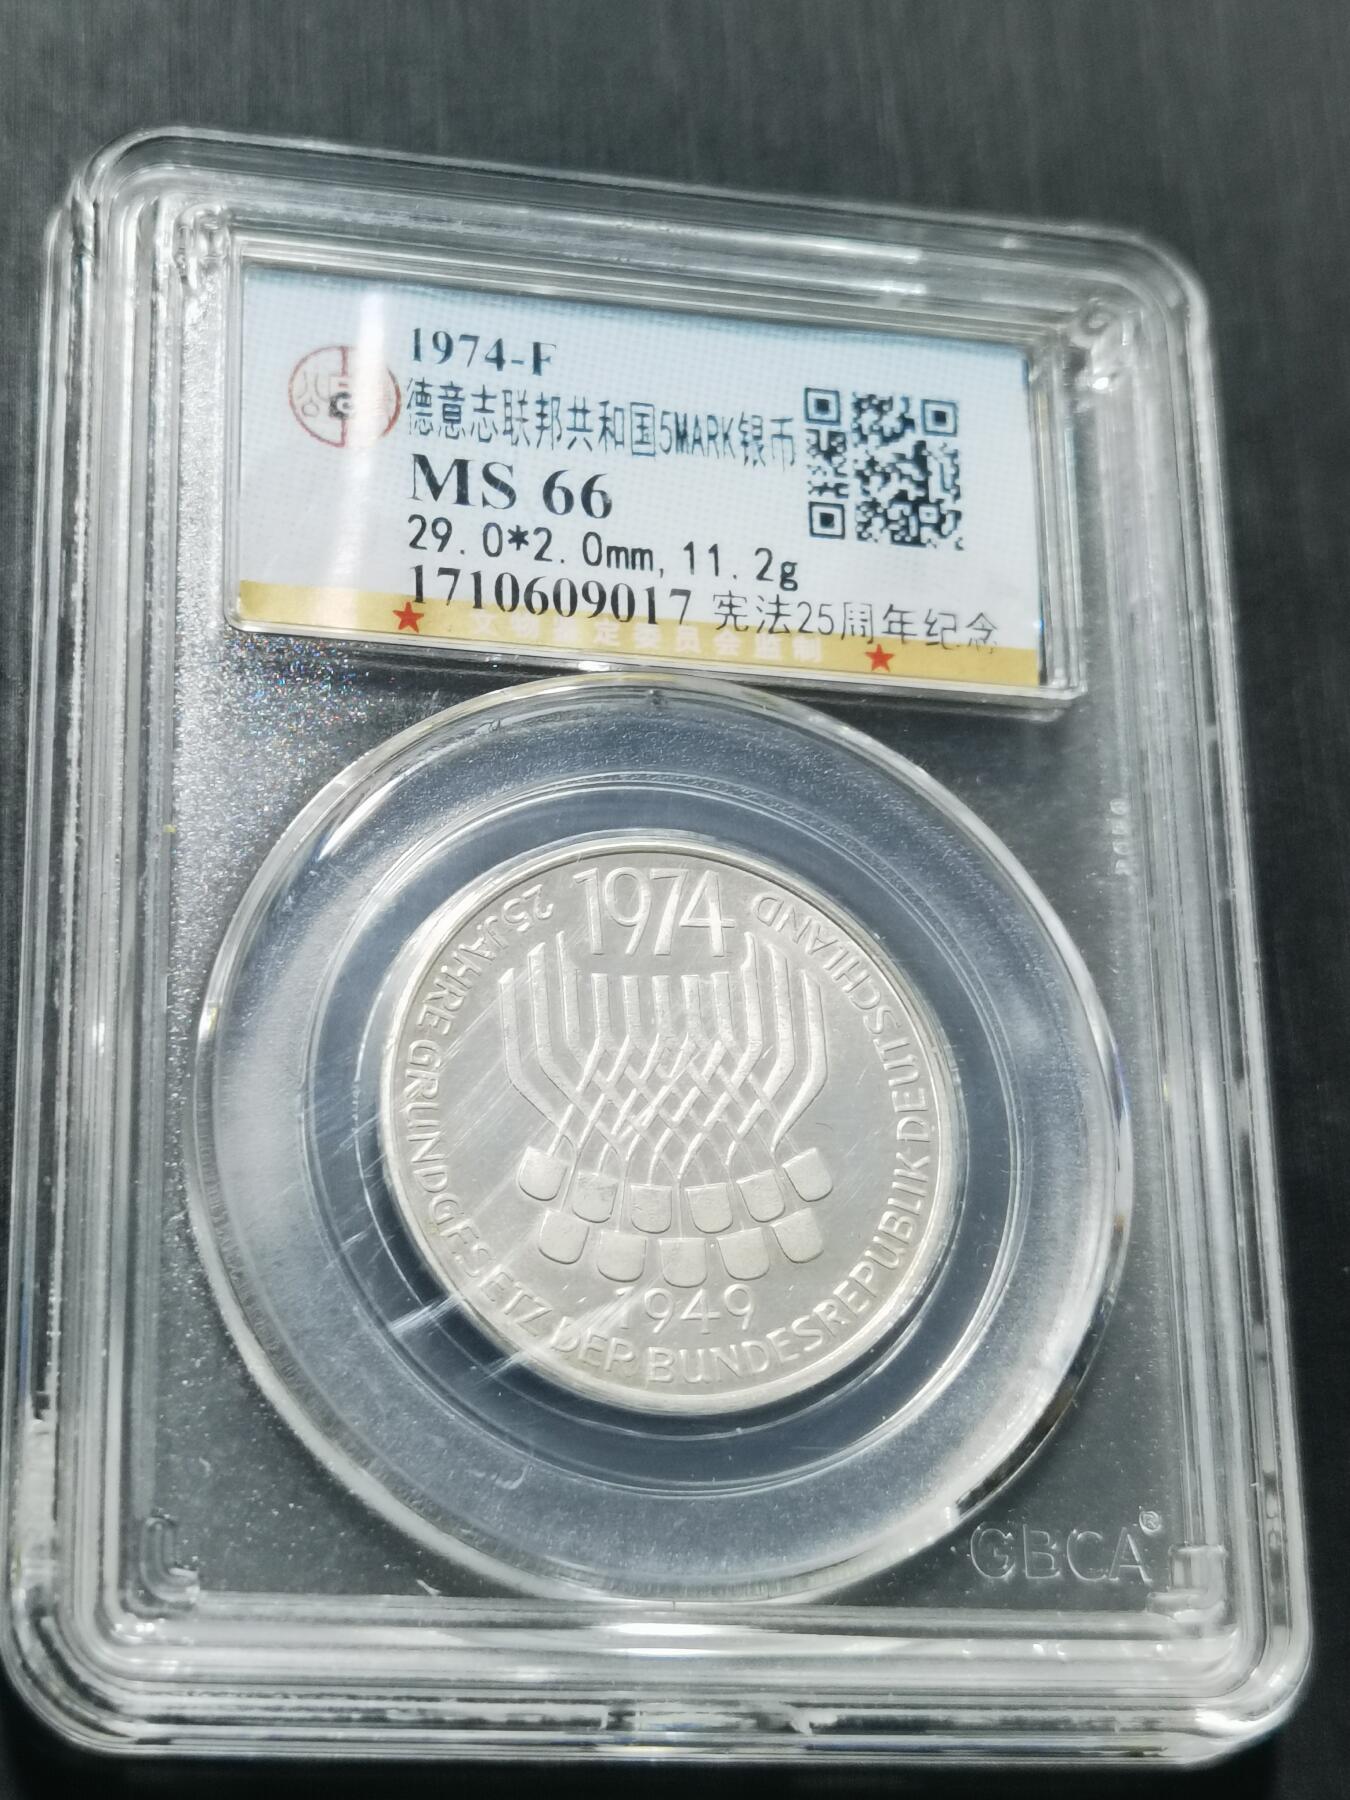 1974-F
德意志联邦共和国5MARK银币
MS 66
29.0*2.0mm, 11.2g
1710609017 宪法25周年纪念
文物鉴定委员会监制
1974
25 JAHRE GRUNDGESETZ DER BUNDESREPUBLIK DEUTSCHLAND
1949
GBCA®